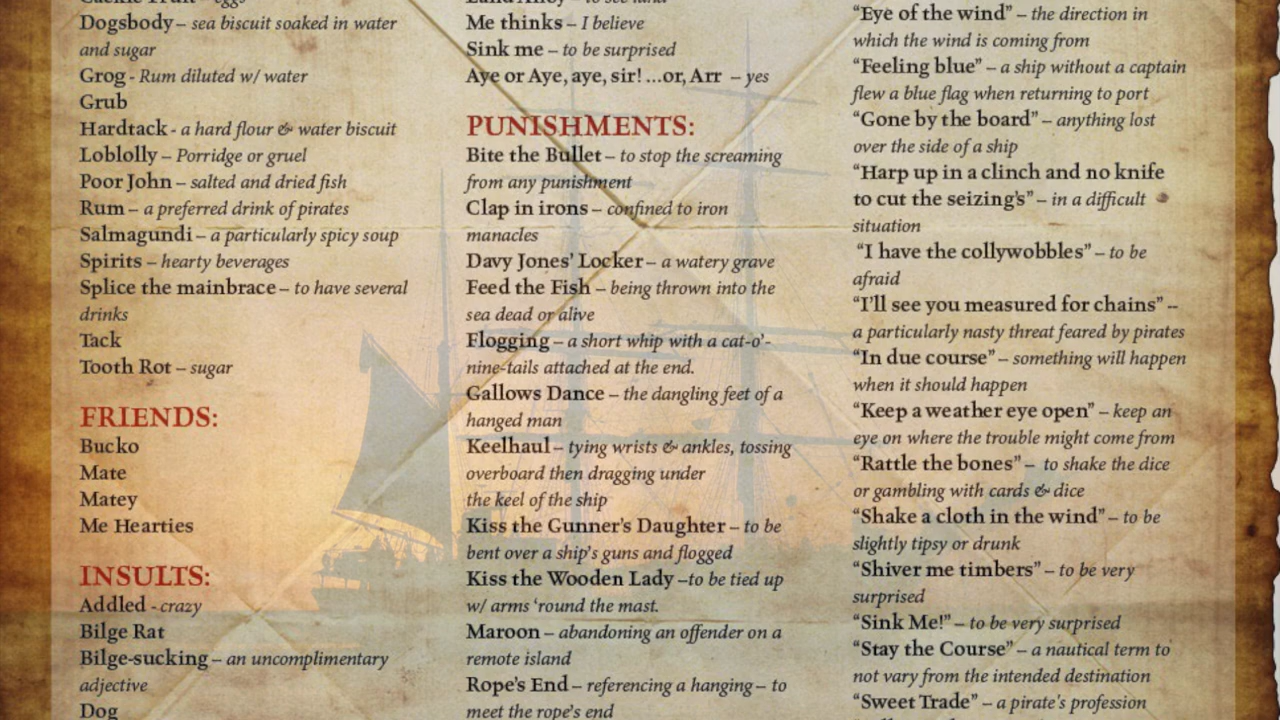 Cackle Fruit – eggs
Dogsbody – sea biscuit soaked in water
and sugar
Grog - Rum diluted w/ water
Grub
Hardtack - a hard flour & water biscuit
Loblolly – Porridge or gruel
Poor John – salted and dried fish
Rum – a preferred drink of pirates
Salmagundi – a particularly spicy soup
Spirits – hearty beverages
Splice the mainbrace – to have several
drinks
Tack
Tooth Rot – sugar
FRIENDS:
Bucko
Mate
Matey
Me Hearties
INSULTS:
Addled - crazy
Bilge Rat
Bilge-sucking – an uncomplimentary
adjective
Dog
Land Ahoy – to see land
Me thinks – I believe
Sink me – to be surprised
Aye or Aye, aye, sir! ...or, Arr – yes
PUNISHMENTS:
Bite the Bullet – to stop the screaming
from any punishment
Clap in irons – confined to iron
manacles
Davy Jones' Locker – a watery grave
Feed the Fish – being thrown into the
sea dead or alive
Flogging – a short whip with a cat-o'-
nine-tails attached at the end.
Gallows Dance – the dangling feet of a
hanged man
Keelhaul – tying wrists & ankles, tossing
overboard then dragging under
the keel of the ship
Kiss the Gunner's Daughter – to be
bent over a ship's guns and flogged
Kiss the Wooden Lady –to be tied up
w/ arms 'round the mast.
Maroon – abandoning an offender on a
remote island
Rope's End – referencing a hanging – to
meet the rope's end
"Eye of the wind" – the direction in
which the wind is coming from
"Feeling blue" – a ship without a captain
flew a blue flag when returning to port
"Gone by the board" – anything lost
over the side of a ship
"Harp up in a clinch and no knife
to cut the seizing's" – in a difficult
situation
"I have the collywobbles" – to be
afraid
"I'll see you measured for chains" --
a particularly nasty threat feared by pirates
"In due course" – something will happen
when it should happen
"Keep a weather eye open" – keep an
eye on where the trouble might come from
"Rattle the bones" – to shake the dice
or gambling with cards & dice
"Shake a cloth in the wind" – to be
slightly tipsy or drunk
"Shiver me timbers" – to be very
surprised
"Sink Me!" – to be very surprised
"Stay the Course" – a nautical term to
not vary from the intended destination
"Sweet Trade" – a pirate's profession